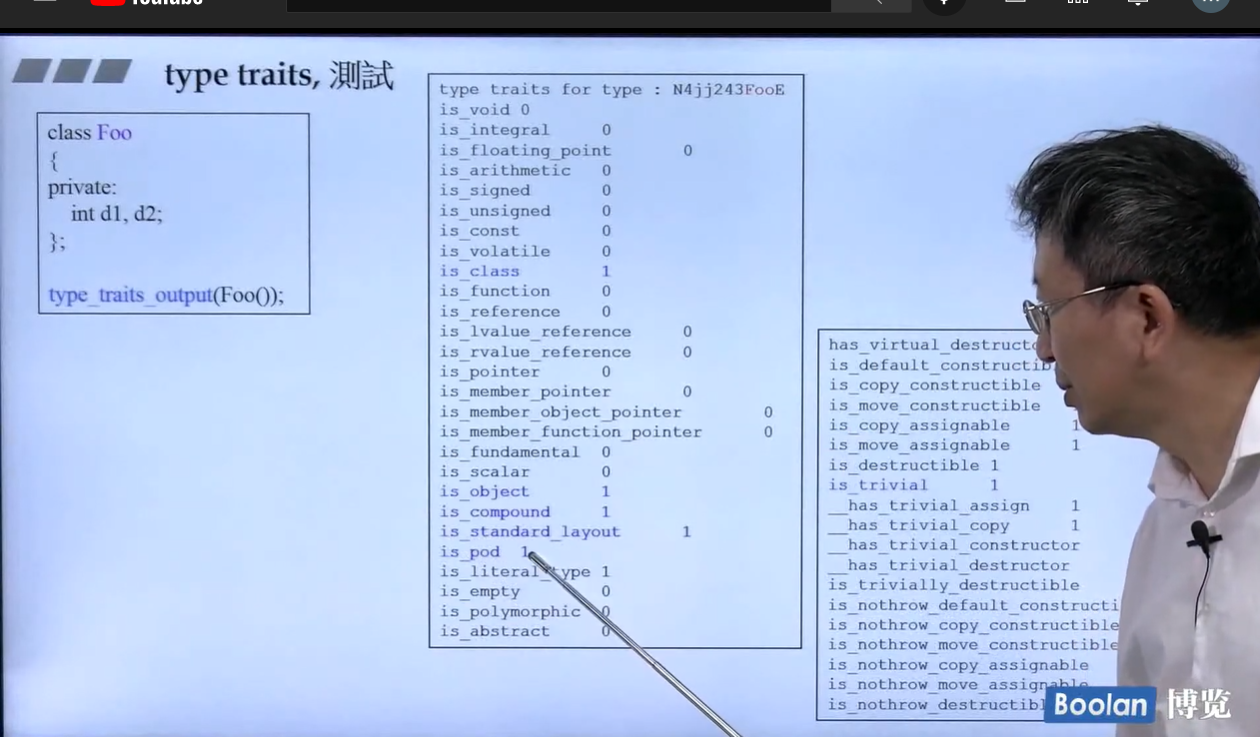 YouTube
type traits, 測試
class Foo
{
private:
int d1, d2;
};
type_traits_output(Foo());
type traits for type : N4jj243FooE
is_void 0
is_integral 0
is_floating_point 0
is_arithmetic 0
is_signed 0
is_unsigned 0
is_const 0
is_volatile 0
is_class 1
is_function 0
is_reference 0
is_lvalue_reference 0
is_rvalue_reference 0
is_pointer 0
is_member_pointer 0
is_member_object_pointer 0
is_member_function_pointer 0
is_fundamental 0
is_scalar 0
is_object 1
is_compound 1
is_standard_layout 1
is_pod 1
is_literal_type 1
is_empty 0
is_polymorphic 0
is_abstract 0
has_virtual_destructo
is_default_constructib
is_copy_constructible
is_move_constructible
is_copy_assignable 1
is_move_assignable 1
is_destructible 1
is_trivial 1
__has_trivial_assign 1
__has_trivial_copy 1
__has_trivial_constructor
__has_trivial_destructor
is_trivially_destructible
is_nothrow_default_constructi
is_nothrow_copy_constructible
is_nothrow_move_constructible
is_nothrow_copy_assignable
is_nothrow_move_assignable
is_nothrow_destructibl
Boolan 博览